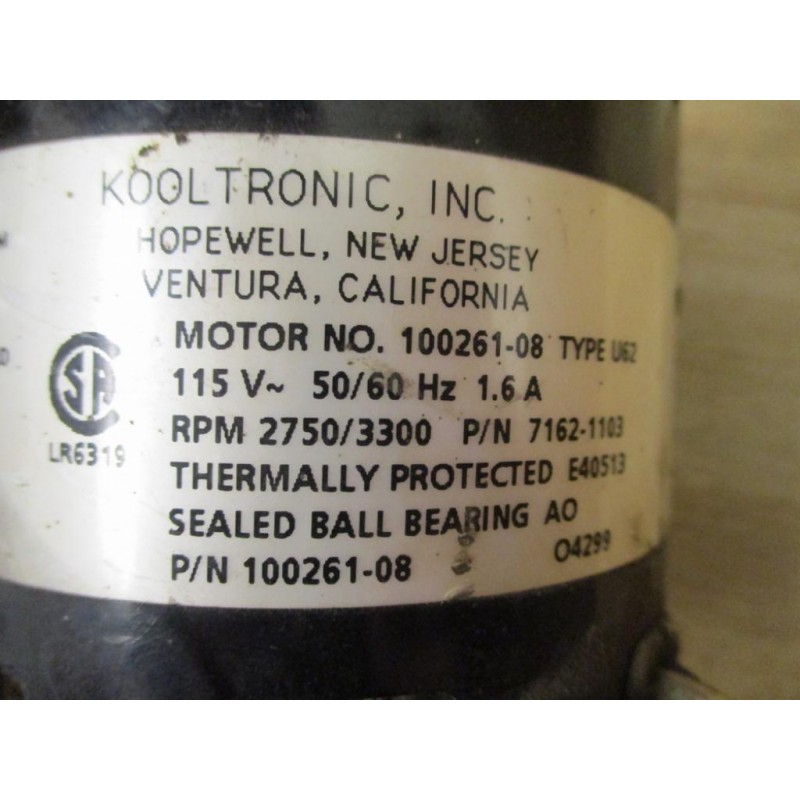 KOOLTRONIC, INC.
HOPEWELL, NEW JERSEY
VENTURA, CALIFORNIA
MOTOR NO. 100261-08 TYPE U62
115 V~ 50/60 Hz 1.6 A
RPM 2750/3300 P/N 7162-1103
THERMALLY PROTECTED E40513
SEALED BALL BEARING AO
P/N 100261-08 O4299
SA
LR6319